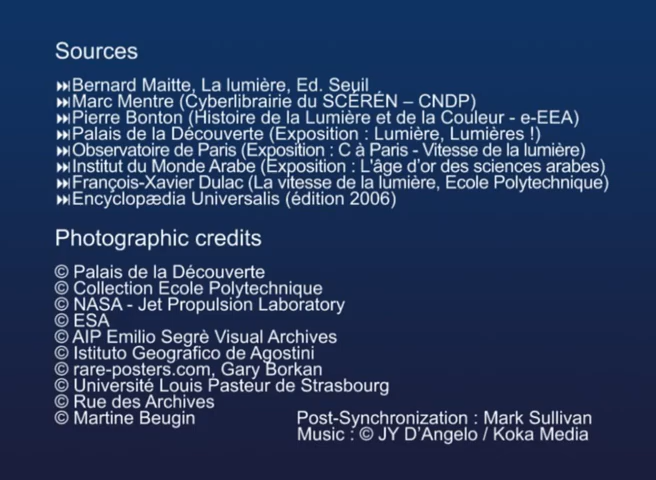 Sources
⏭Bernard Maitte, La lumière, Ed. Seuil
⏭Marc Mentre (Cyberlibrairie du SCÉRÉN – CNDP)
⏭Pierre Bonton (Histoire de la Lumière et de la Couleur - e-EEA)
⏭Palais de la Découverte (Exposition : Lumière, Lumières !)
⏭Observatoire de Paris (Exposition : C à Paris - Vitesse de la lumière)
⏭Institut du Monde Arabe (Exposition : L'âge d'or des sciences arabes)
⏭François-Xavier Dulac (La vitesse de la lumière, Ecole Polytechnique)
⏭Encyclopædia Universalis (édition 2006)
Photographic credits
© Palais de la Découverte
© Collection Ecole Polytechnique
© NASA - Jet Propulsion Laboratory
© ESA
© AIP Emilio Segrè Visual Archives
© Istituto Geografico de Agostini
© rare-posters.com, Gary Borkan
© Université Louis Pasteur de Strasbourg
© Rue des Archives
© Martine Beugin
Post-Synchronization : Mark Sullivan
Music : © JY D'Angelo / Koka Media